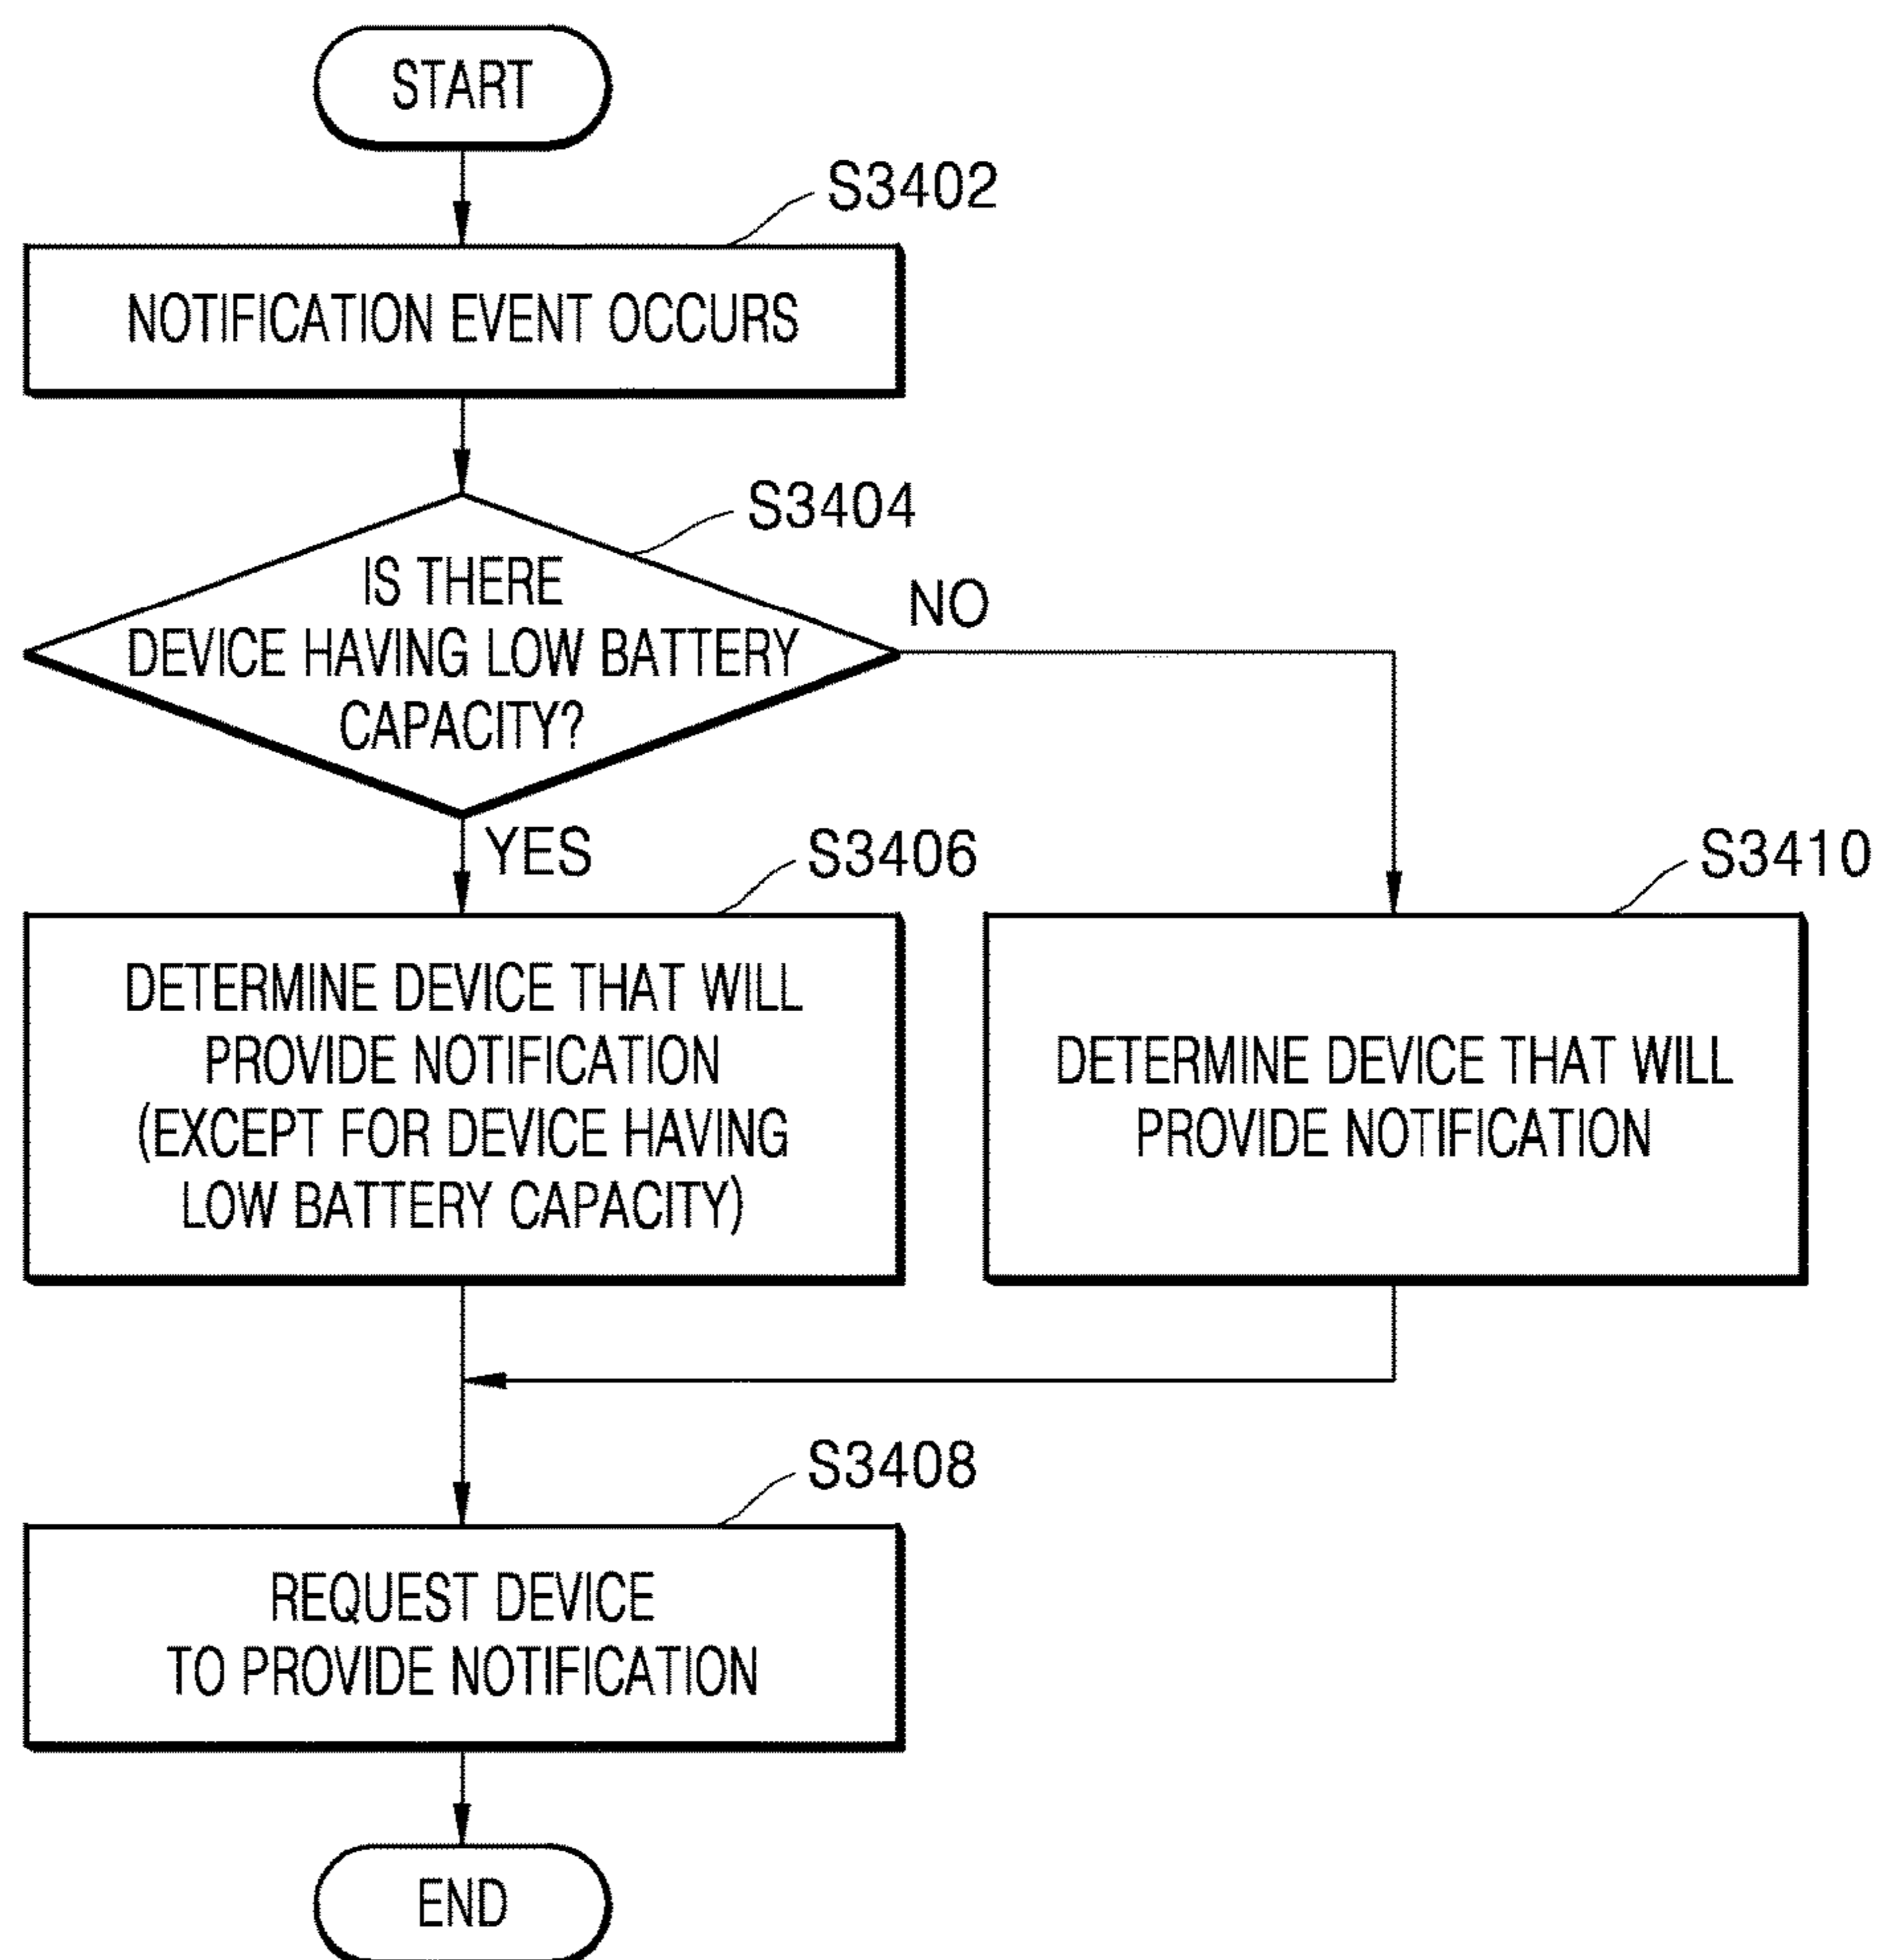 START
S3402
NOTIFICATION EVENT OCCURS
S3404
IS THERE
DEVICE HAVING LOW BATTERY
CAPACITY?
NO
YES
S3406
DETERMINE DEVICE THAT WILL
PROVIDE NOTIFICATION
(EXCEPT FOR DEVICE HAVING
LOW BATTERY CAPACITY)
S3410
DETERMINE DEVICE THAT WILL
PROVIDE NOTIFICATION
S3408
REQUEST DEVICE
TO PROVIDE NOTIFICATION
END